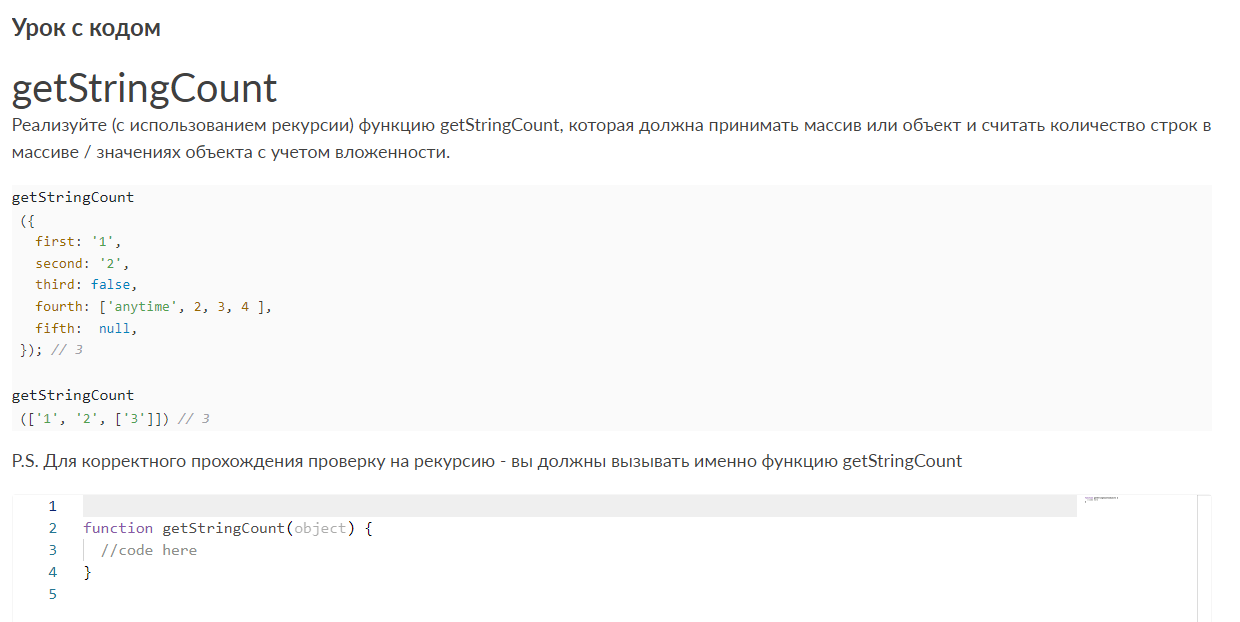 Урок с кодом
getStringCount
Реализуйте (с использованием рекурсии) функцию getStringCount, которая должна принимать массив или объект и считать количество строк в
массиве / значениях объекта с учетом вложенности.
getStringCount
({
first: '1',
second: '2',
third: false,
fourth: ['anytime', 2, 3, 4 ],
fifth:  null,
}); // 3
getStringCount
(['1', '2', ['3']]) // 3
P.S. Для корректного прохождения проверку на рекурсию - вы должны вызывать именно функцию getStringCount
1
2 function getStringCount(object) {
3 //code here
4 }
5